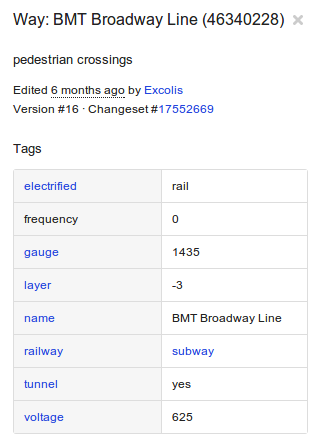 Way: BMT Broadway Line (46340228) ×
pedestrian crossings
Edited 6 months ago by Excolis
Version #16 · Changeset #17552669
Tags
electrified rail
frequency 0
gauge 1435
layer -3
name BMT Broadway Line
railway subway
tunnel yes
voltage 625